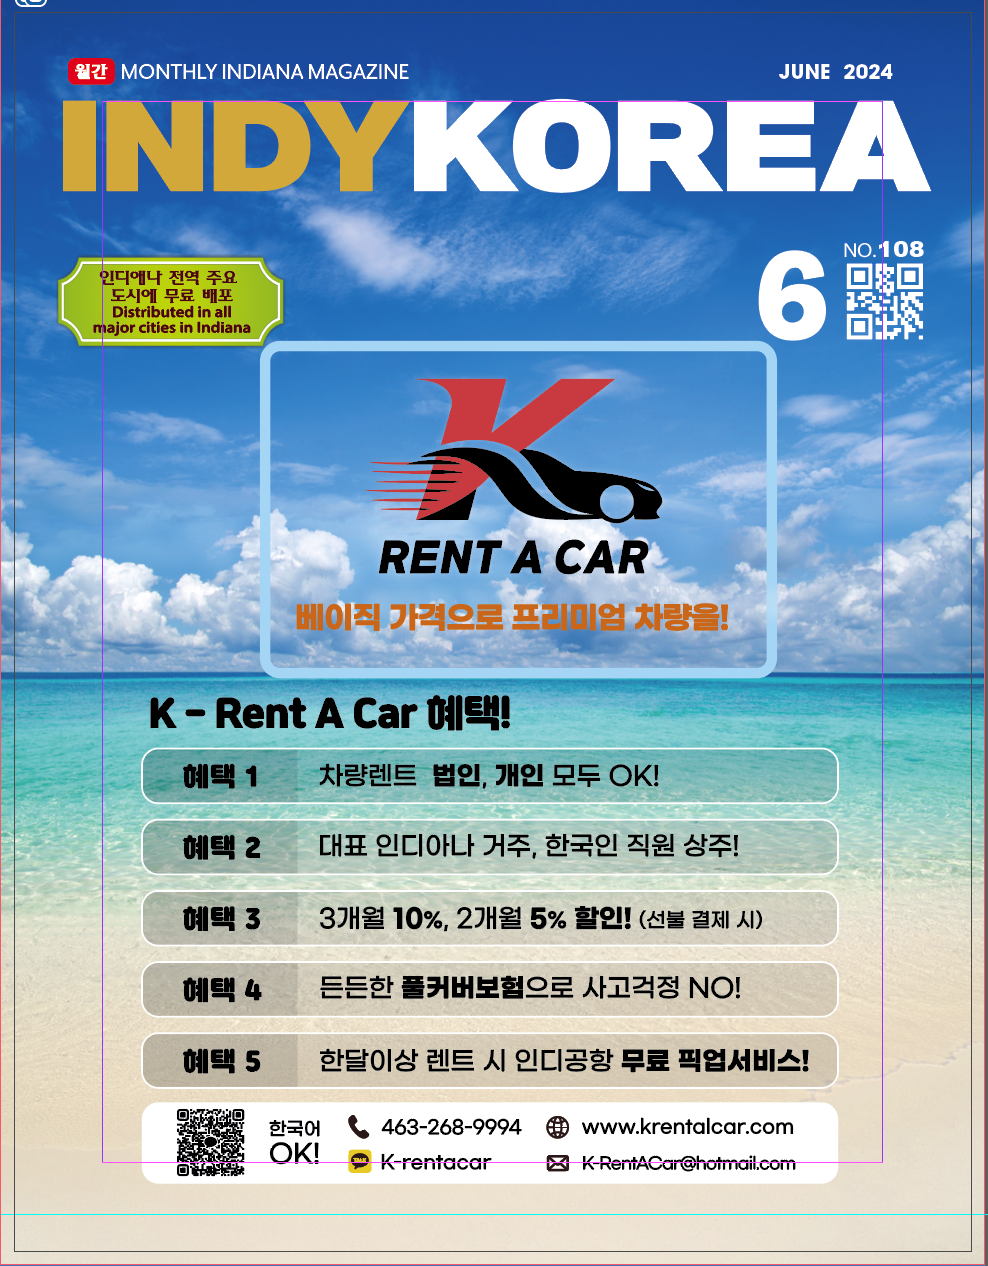 월간 MONTHLY INDIANA MAGAZINE
JUNE 2024
INDYKOREA
인디애나 전역 주요
도시에 무료 배포
Distributed in all
major cities in Indiana
6
NO.108
K
RENT A CAR
베이직 가격으로 프리미엄 차량을!
K - Rent A Car 혜택!
혜택 1 차량렌트 법인, 개인 모두 OK!
혜택 2 대표 인디아나 거주, 한국인 직원 상주!
혜택 3 3개월 10%, 2개월 5% 할인! (선불 결제 시)
혜택 4 든든한 풀커버보험으로 사고걱정 NO!
혜택 5 한달이상 렌트 시 인디공항 무료 픽업서비스!
한국어
OK!
463-268-9994
www.krentalcar.com
TALK
K-rentacar
K-RentACar@hotmail.com